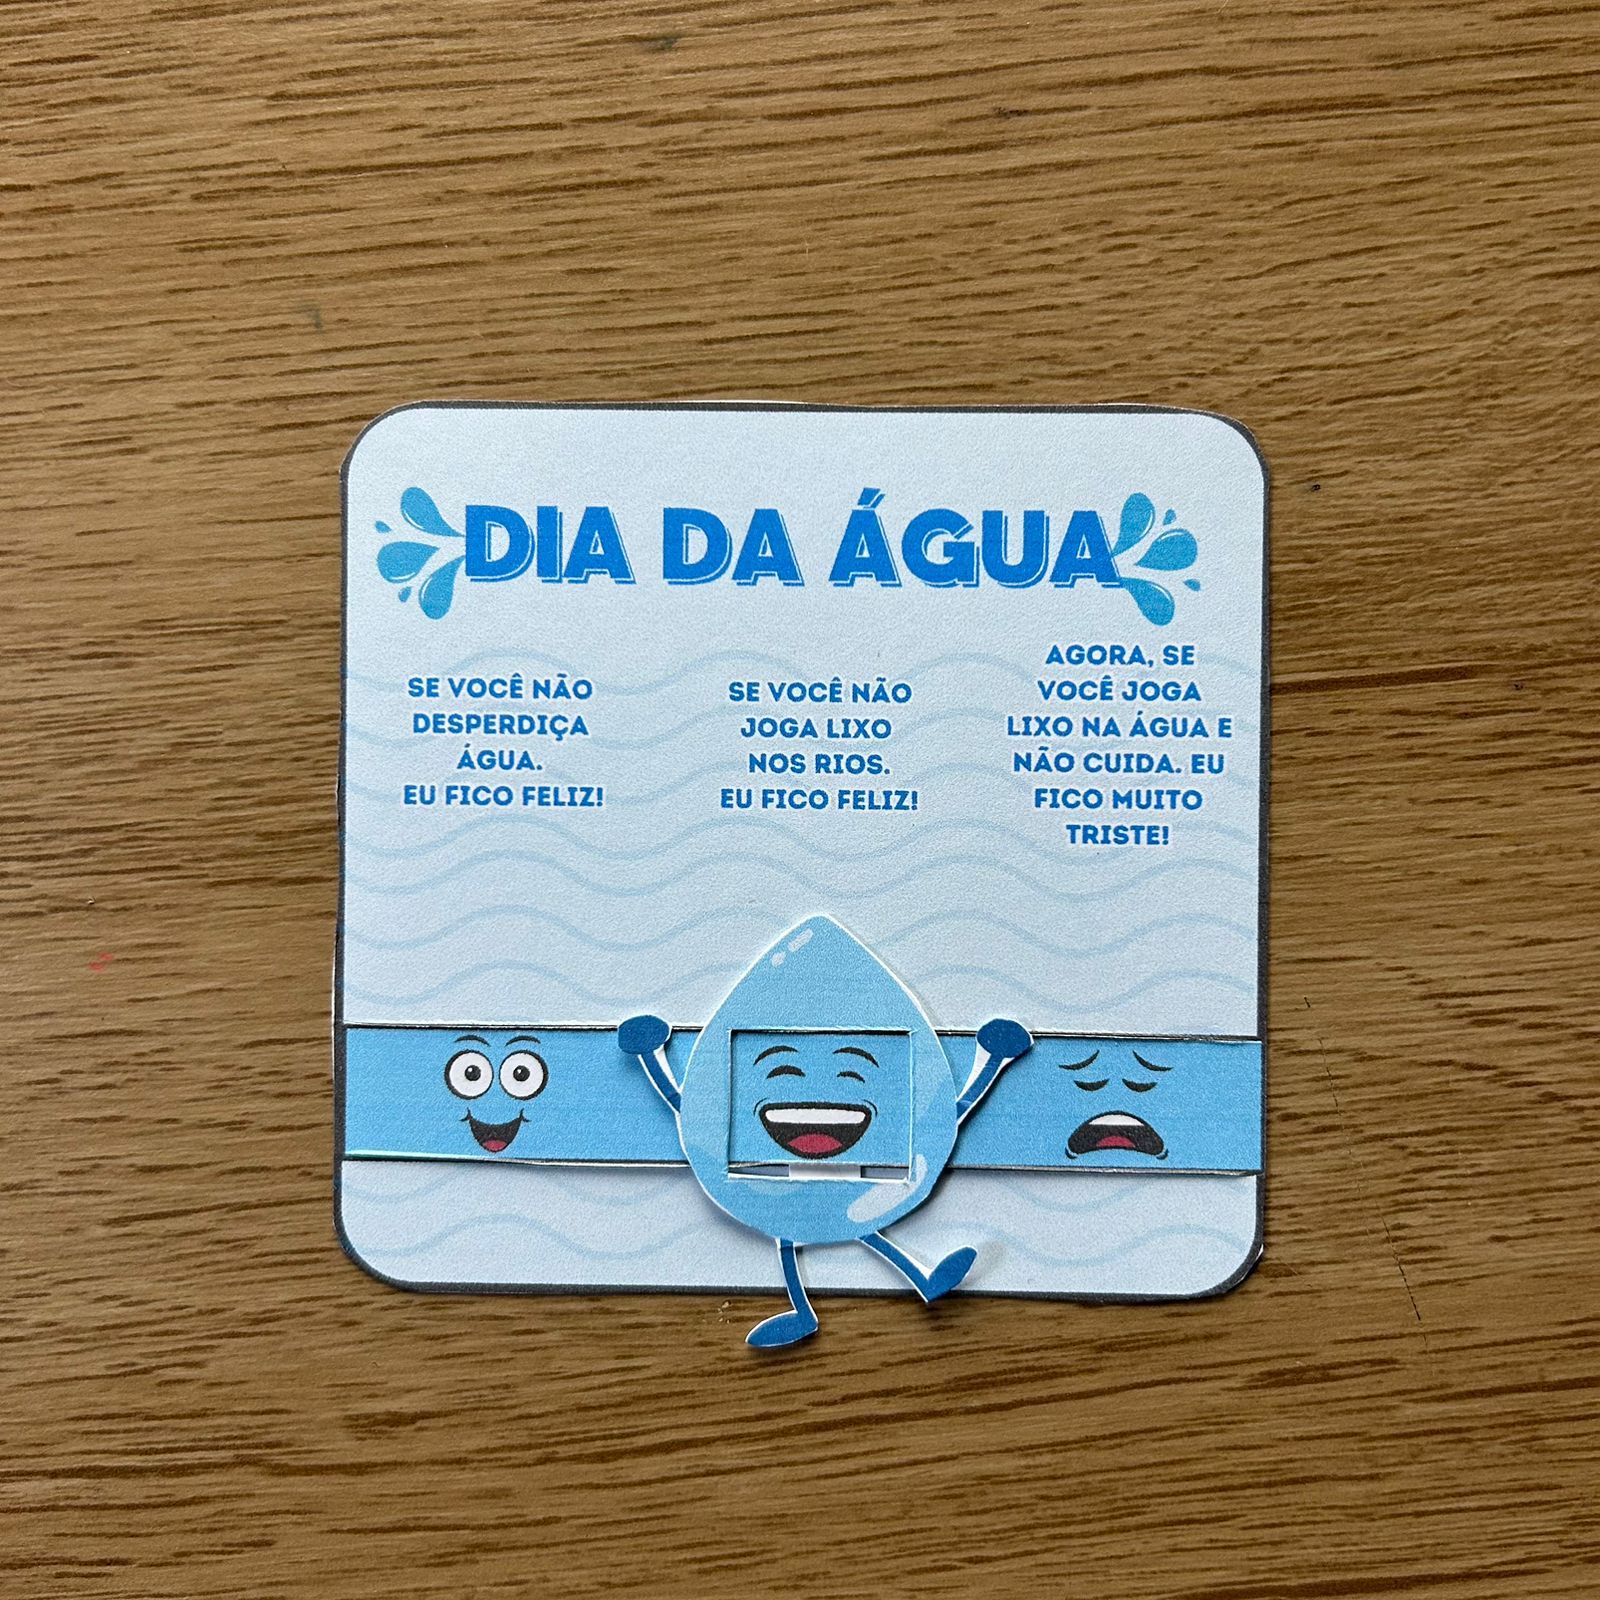 DIA DA ÁGUA
SE VOCÊ NÃO
DESPERDIÇA
ÁGUA.
EU FICO FELIZ!
SE VOCÊ NÃO
JOGA LIXO
NOS RIOS.
EU FICO FELIZ!
AGORA, SE
VOCÊ JOGA
LIXO NA ÁGUA E
NÃO CUIDA. EU
FICO MUITO
TRISTE!